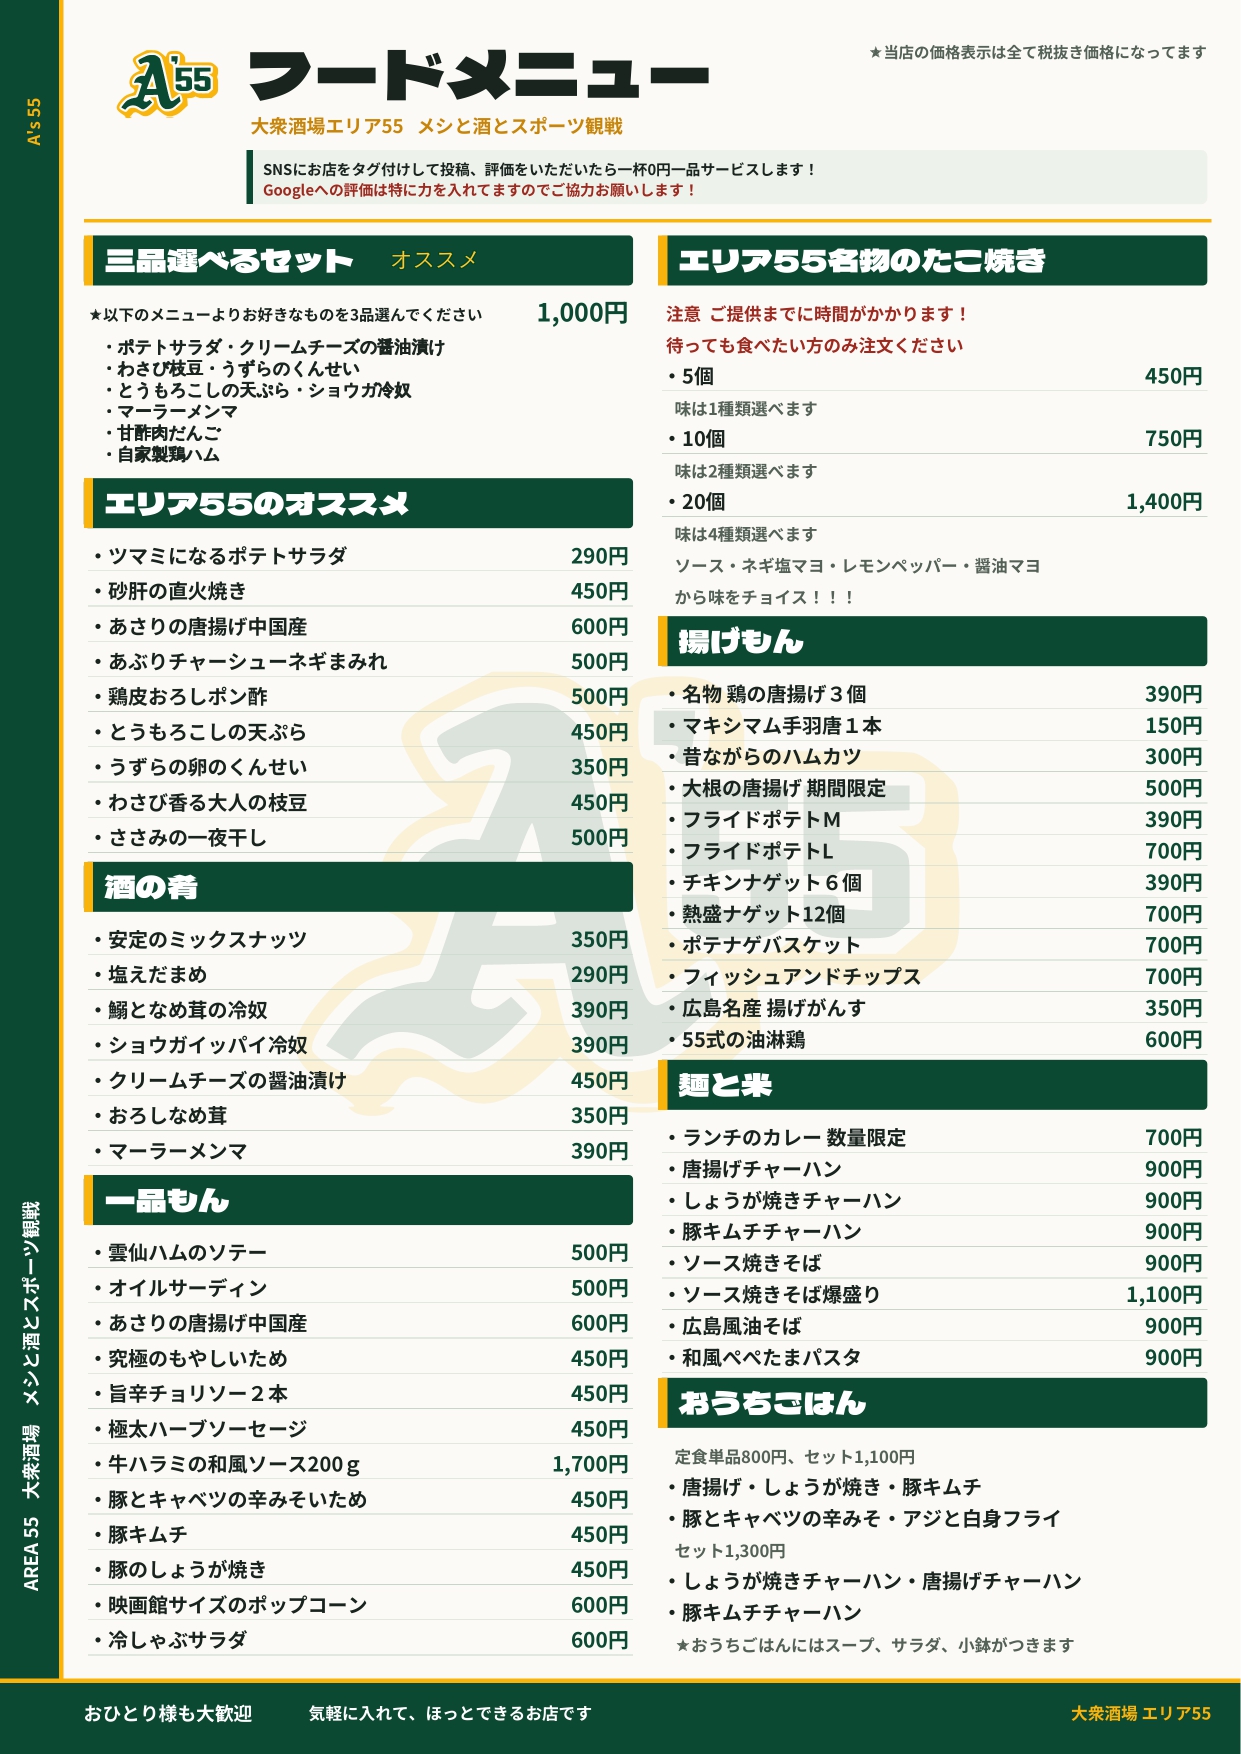 A's 55
AREA 55 大衆酒場 メシと酒とスポーツ観戦
A'55
フードメニュー
大衆酒場エリア55 メシと酒とスポーツ観戦
★当店の価格表示は全て税抜き価格になってます
SNSにお店をタグ付けして投稿、評価をいただいたら一杯0円一品サービスします！
Googleへの評価は特に力を入れてますのでご協力お願いします！
三品選べるセット オススメ
★以下のメニューよりお好きなものを3品選んでください 1,000円
・ポテトサラダ・クリームチーズの醤油漬け
・わさび枝豆・うずらのくんせい
・とうもろこしの天ぷら・ショウガ冷奴
・マーラーメンマ
・甘酢肉だんご
・自家製鶏ハム
エリア55のオススメ
・ツマミになるポテトサラダ 290円
・砂肝の直火焼き 450円
・あさりの唐揚げ中国産 600円
・あぶりチャーシューネギまみれ 500円
・鶏皮おろしポン酢 500円
・とうもろこしの天ぷら 450円
・うずらの卵のくんせい 350円
・わさび香る大人の枝豆 450円
・ささみの一夜干し 500円
酒の肴
・安定のミックスナッツ 350円
・塩えだまめ 290円
・鰯となめ茸の冷奴 390円
・ショウガイッパイ冷奴 390円
・クリームチーズの醤油漬け 450円
・おろしなめ茸 350円
・マーラーメンマ 390円
一品もん
・雲仙ハムのソテー 500円
・オイルサーディン 500円
・あさりの唐揚げ中国産 600円
・究極のもやしいため 450円
・旨辛チョリソー２本 450円
・極太ハーブソーセージ 450円
・牛ハラミの和風ソース200ｇ 1,700円
・豚とキャベツの辛みそいため 450円
・豚キムチ 450円
・豚のしょうが焼き 450円
・映画館サイズのポップコーン 600円
・冷しゃぶサラダ 600円
エリア55名物のたこ焼き
注意 ご提供までに時間がかかります！
待っても食べたい方のみ注文ください
・5個 450円
味は1種類選べます
・10個 750円
味は2種類選べます
・20個 1,400円
味は4種類選べます
ソース・ネギ塩マヨ・レモンペッパー・醤油マヨ
から味をチョイス！！！
揚げもん
・名物 鶏の唐揚げ３個 390円
・マキシマム手羽唐１本 150円
・昔ながらのハムカツ 300円
・大根の唐揚げ 期間限定 500円
・フライドポテトＭ 390円
・フライドポテトL 700円
・チキンナゲット６個 390円
・熱盛ナゲット12個 700円
・ポテナゲバスケット 700円
・フィッシュアンドチップス 700円
・広島名産 揚げがんす 350円
・55式の油淋鶏 600円
麺と米
・ランチのカレー 数量限定 700円
・唐揚げチャーハン 900円
・しょうが焼きチャーハン 900円
・豚キムチチャーハン 900円
・ソース焼きそば 900円
・ソース焼きそば爆盛り 1,100円
・広島風油そば 900円
・和風ぺぺたまパスタ 900円
おうちごはん
定食単品800円、セット1,100円
・唐揚げ・しょうが焼き・豚キムチ
・豚とキャベツの辛みそ・アジと白身フライ
セット1,300円
・しょうが焼きチャーハン・唐揚げチャーハン
・豚キムチチャーハン
★おうちごはんにはスープ、サラダ、小鉢がつきます
おひとり様も大歓迎 気軽に入れて、ほっとできるお店です 大衆酒場 エリア55